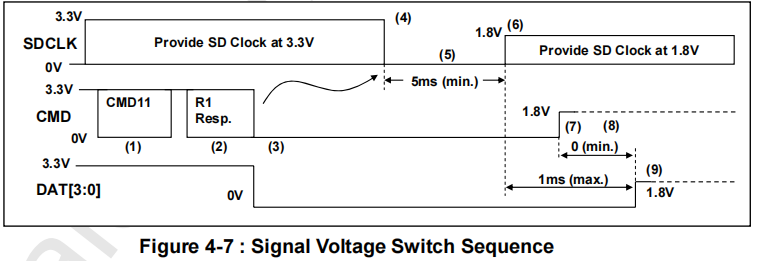 3.3V
(4)
1.8V
(6)
SDCLK
Provide SD Clock at 3.3V
(5)
Provide SD Clock at 1.8V
0V
3.3V
5ms (min.)
CMD11
R1
Resp.
CMD
1.8V
0V
(1)
(2)
(3)
(7)
(8)
0 (min.)
3.3V
(9)
DAT[3:0]
0V
1ms (max.)
1.8V
Figure 4-7 : Signal Voltage Switch Sequence